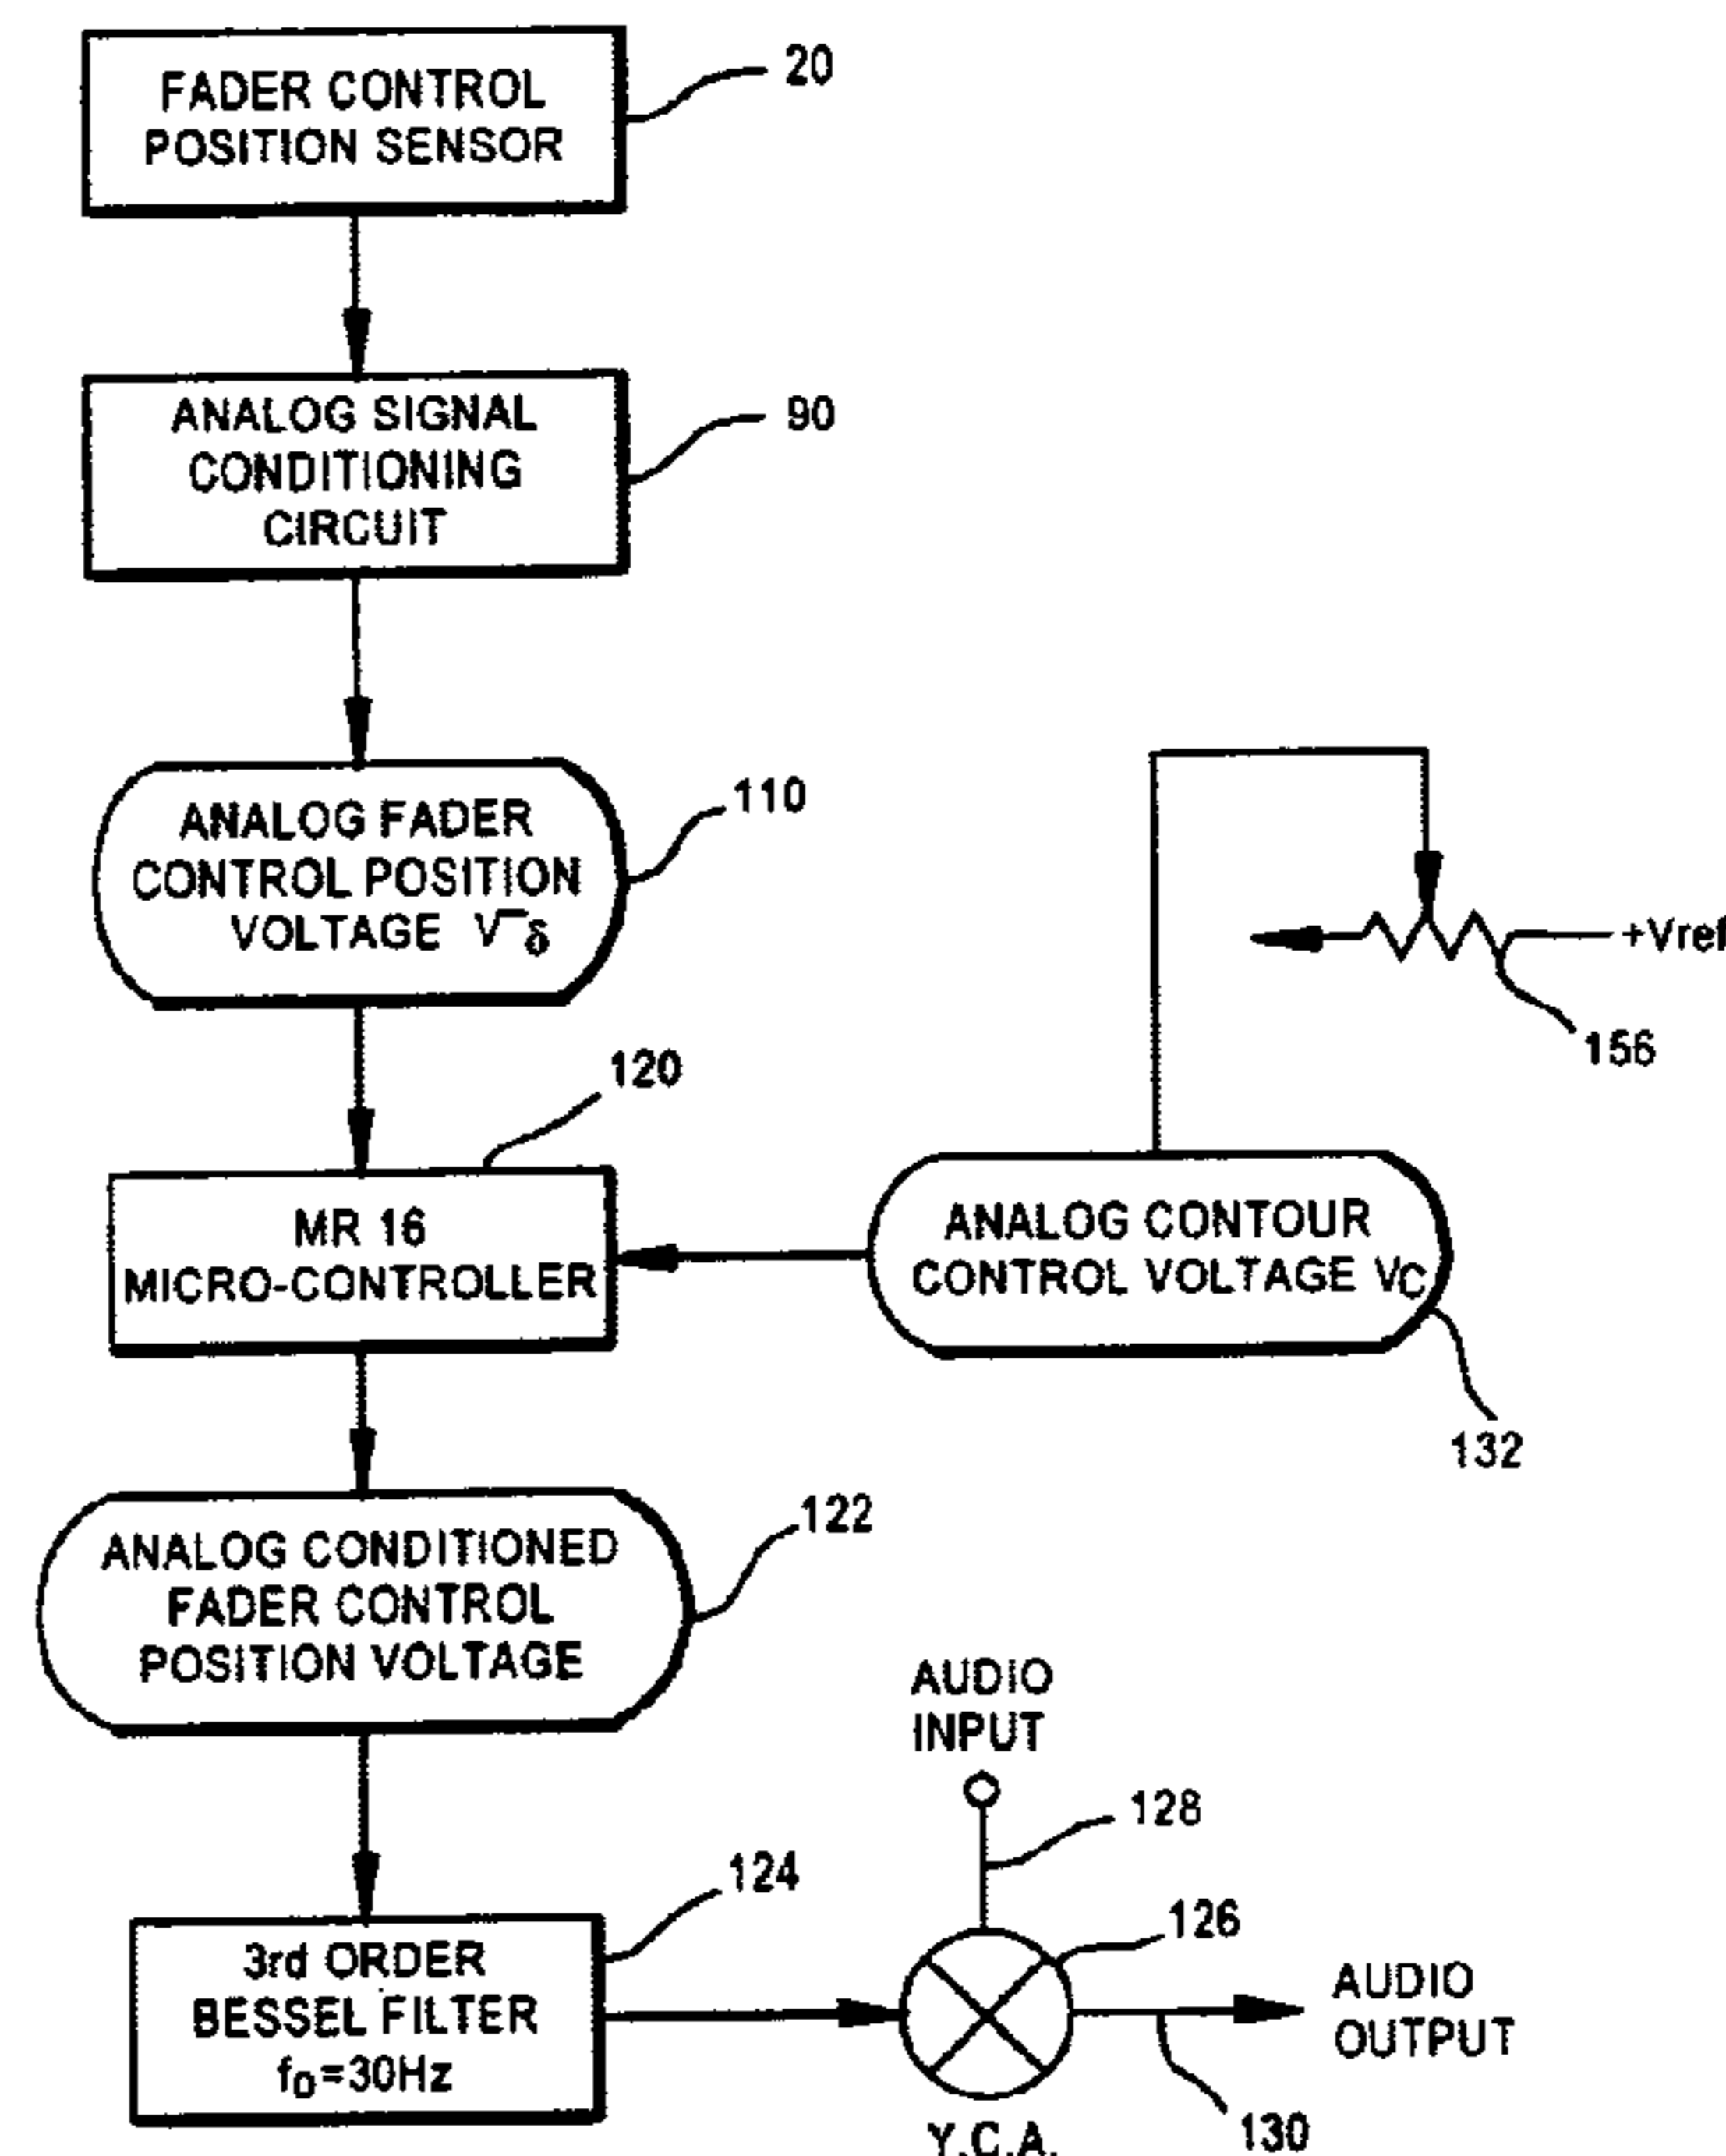 FADER CONTROL
POSITION SENSOR
20
ANALOG SIGNAL
CONDITIONING
CIRCUIT
90
ANALOG FADER
CONTROL POSITION
VOLTAGE V‾δ
110
+Vref
156
120
MR 16
MICRO-CONTROLLER
ANALOG CONTOUR
CONTROL VOLTAGE VC
132
ANALOG CONDITIONED
FADER CONTROL
POSITION VOLTAGE
122
AUDIO
INPUT
128
124
3rd ORDER
BESSEL FILTER
fo=30Hz
126
AUDIO
OUTPUT
130
Y.C.A.